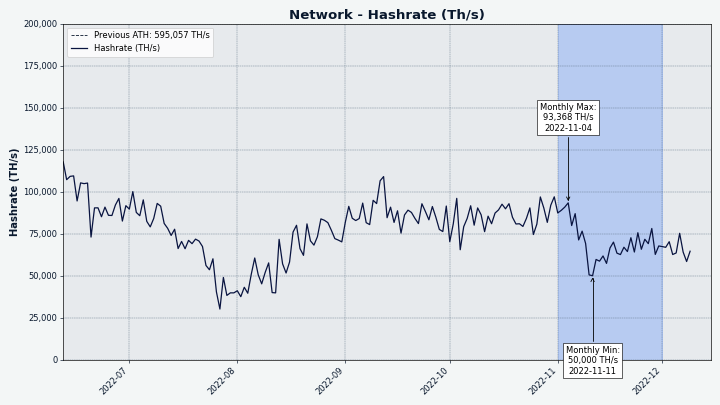 Network - Hashrate (Th/s)
Previous ATH: 595,057 TH/s
Hashrate (TH/s)
Hashrate (TH/s)
200,000
175,000
150,000
125,000
100,000
75,000
50,000
25,000
0
Monthly Max:
93,368 TH/s
2022-11-04
Monthly Min:
50,000 TH/s
2022-11-11
2022-07
2022-08
2022-09
2022-10
2022-11
2022-12